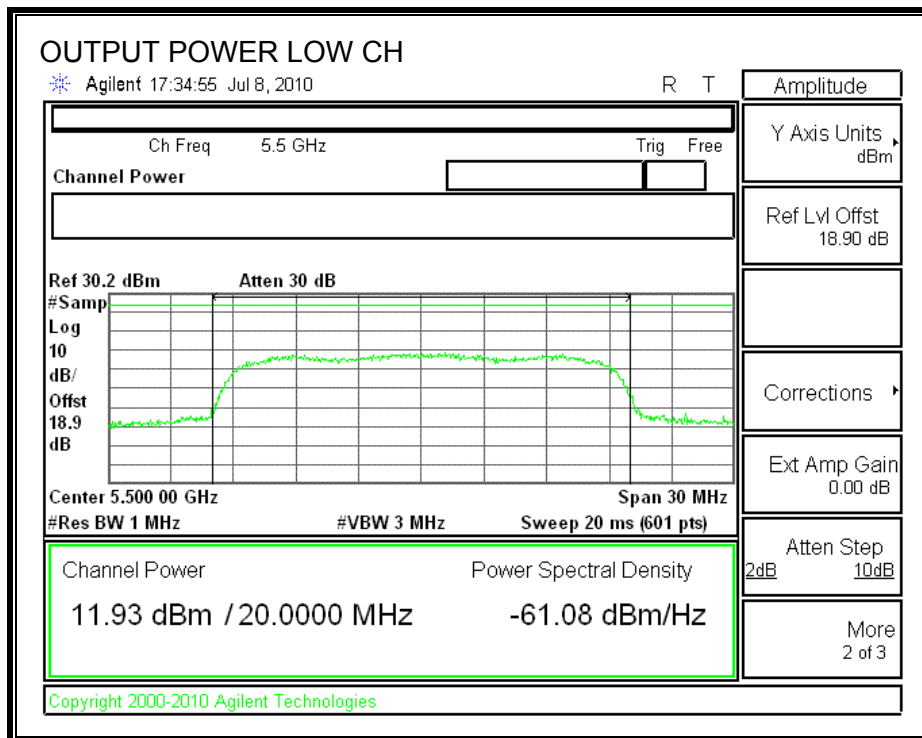 OUTPUT POWER LOW CH
Agilent 17:34:55 Jul 8, 2010 R T
Amplitude
Ch Freq 5.5 GHz Trig Free
Channel Power
Y Axis Units
dBm
Ref Lvl Offst
18.90 dB
Ref 30.2 dBm Atten 30 dB
#Samp
Log
10
dB/
Offst
18.9
dB
Corrections
Ext Amp Gain
0.00 dB
Center 5.500 00 GHz Span 30 MHz
#Res BW 1 MHz #VBW 3 MHz Sweep 20 ms (601 pts)
Atten Step
2dB 10dB
Channel Power Power Spectral Density
11.93 dBm / 20.0000 MHz -61.08 dBm/Hz
More
2 of 3
Copyright 2000-2010 Agilent Technologies